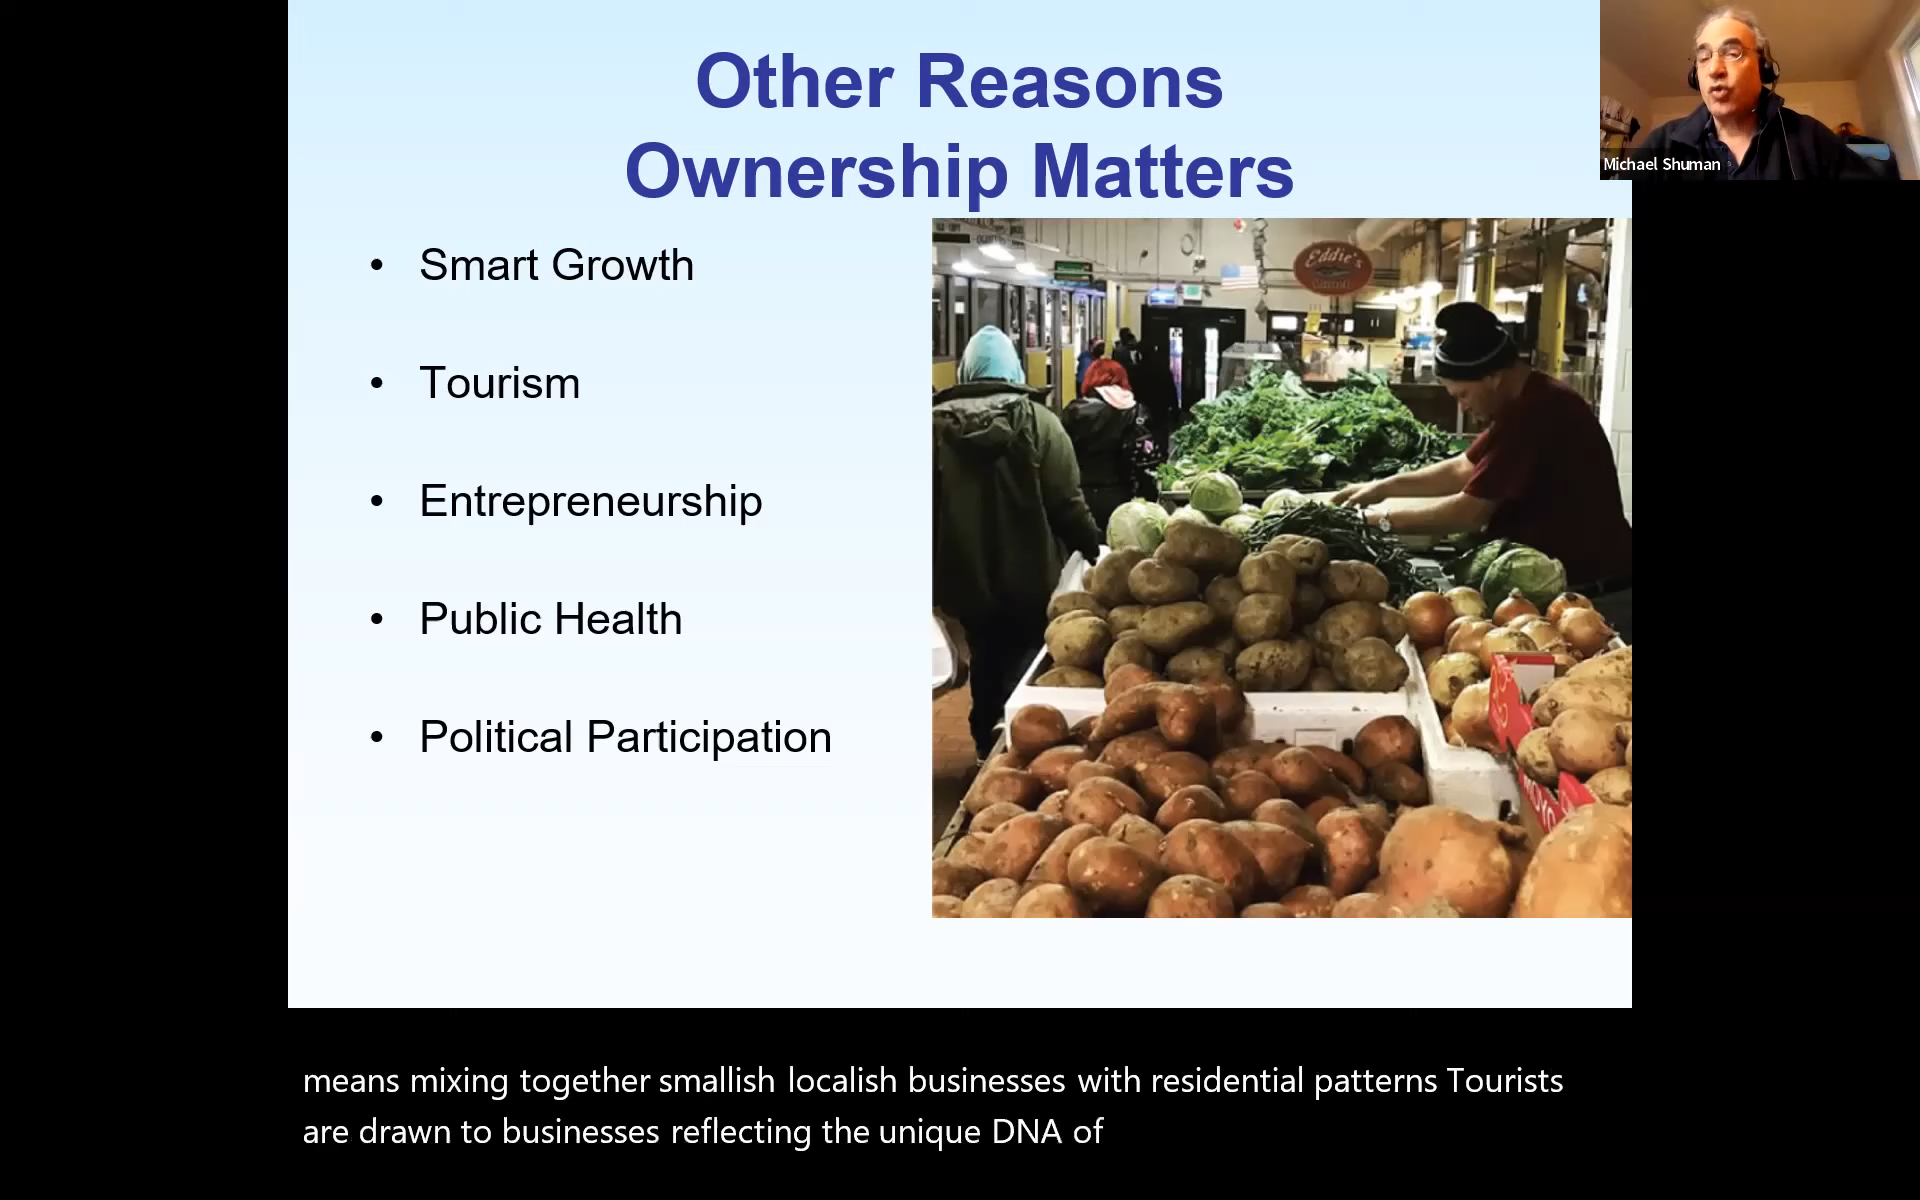 Other Reasons
Ownership Matters
Michael Shuman
• Smart Growth
• Tourism
• Entrepreneurship
• Public Health
• Political Participation
Eddie's
means mixing together smallish localish businesses with residential patterns Tourists
are drawn to businesses reflecting the unique DNA of